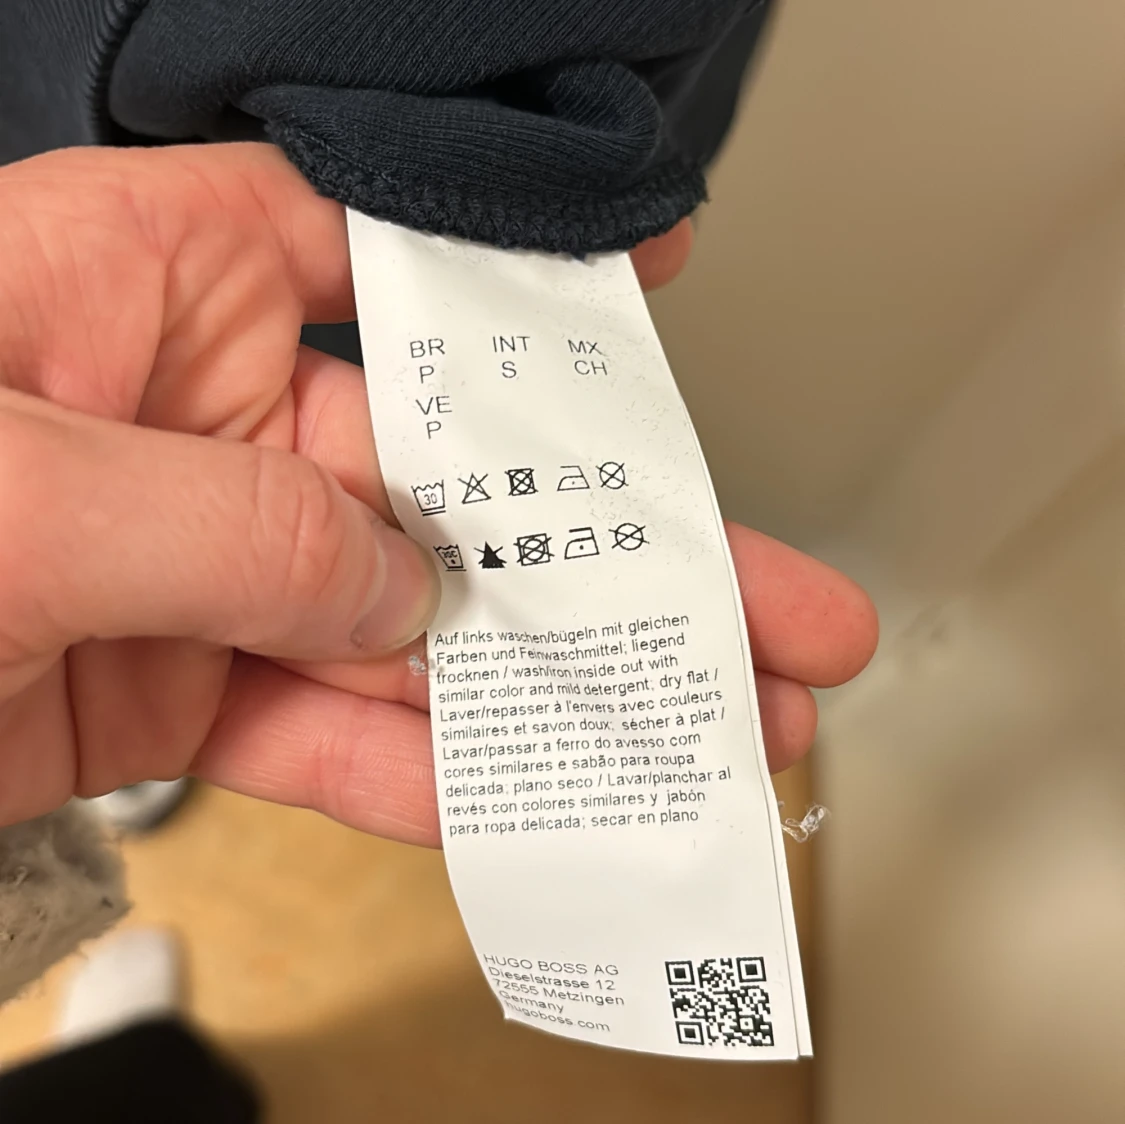 BR INT MX
P S CH
VE
P
30
Auf links waschen/bügeln mit gleichen
Farben und Feinwaschmittel; liegend
trocknen / wash/iron inside out with
similar color and mild detergent; dry flat /
Laver/repasser à l'envers avec couleurs
similaires et savon doux; sécher à plat /
Lavar/passar a ferro do avesso com
cores similares e sabão para roupa
delicada; plano seco / Lavar/planchar al
revés con colores similares y jabón
para ropa delicada; secar en plano
HUGO BOSS AG
Dieselstrasse 12
72555 Metzingen
Germany
hugoboss.com